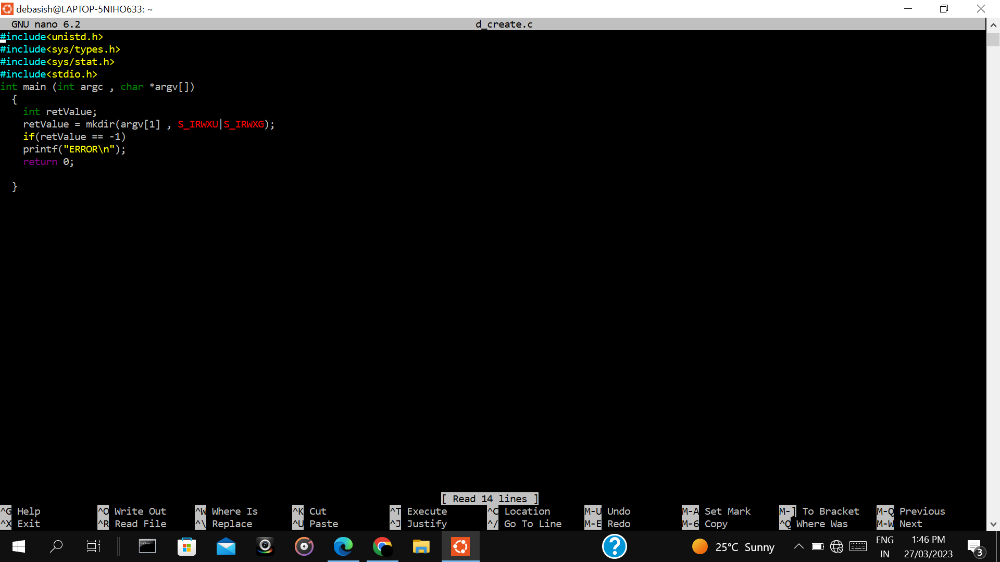 debasish@LAPTOP-5NIHO633: ~
GNU nano 6.2 d_create.c
#include<unistd.h>
#include<sys/types.h>
#include<sys/stat.h>
#include<stdio.h>
int main (int argc , char *argv[])
{
int retValue;
retValue = mkdir(argv[1] , S_IRWXU|S_IRWXG);
if(retValue == -1)
printf("ERROR\n");
return 0;
}
[ Read 14 lines ]
^G Help ^O Write Out ^W Where Is ^K Cut ^T Execute ^C Location M-U Undo M-A Set Mark M-] To Bracket M-Q Previous
^X Exit ^R Read File ^\ Replace ^U Paste ^J Justify ^/ Go To Line M-E Redo M-6 Copy ^Q Where Was M-W Next
25°C Sunny
ENG
IN
1:46 PM
27/03/2023
3